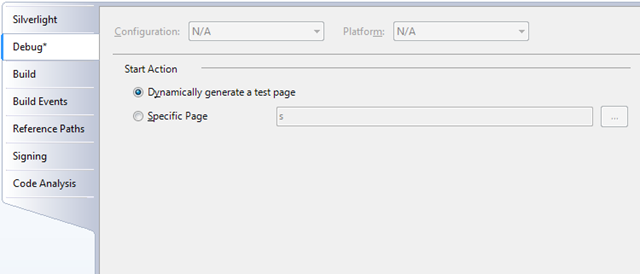 Silverlight
Debug*
Build
Build Events
Reference Paths
Signing
Code Analysis
Configuration: N/A Platform: N/A
Start Action
Dynamically generate a test page
Specific Page s ...